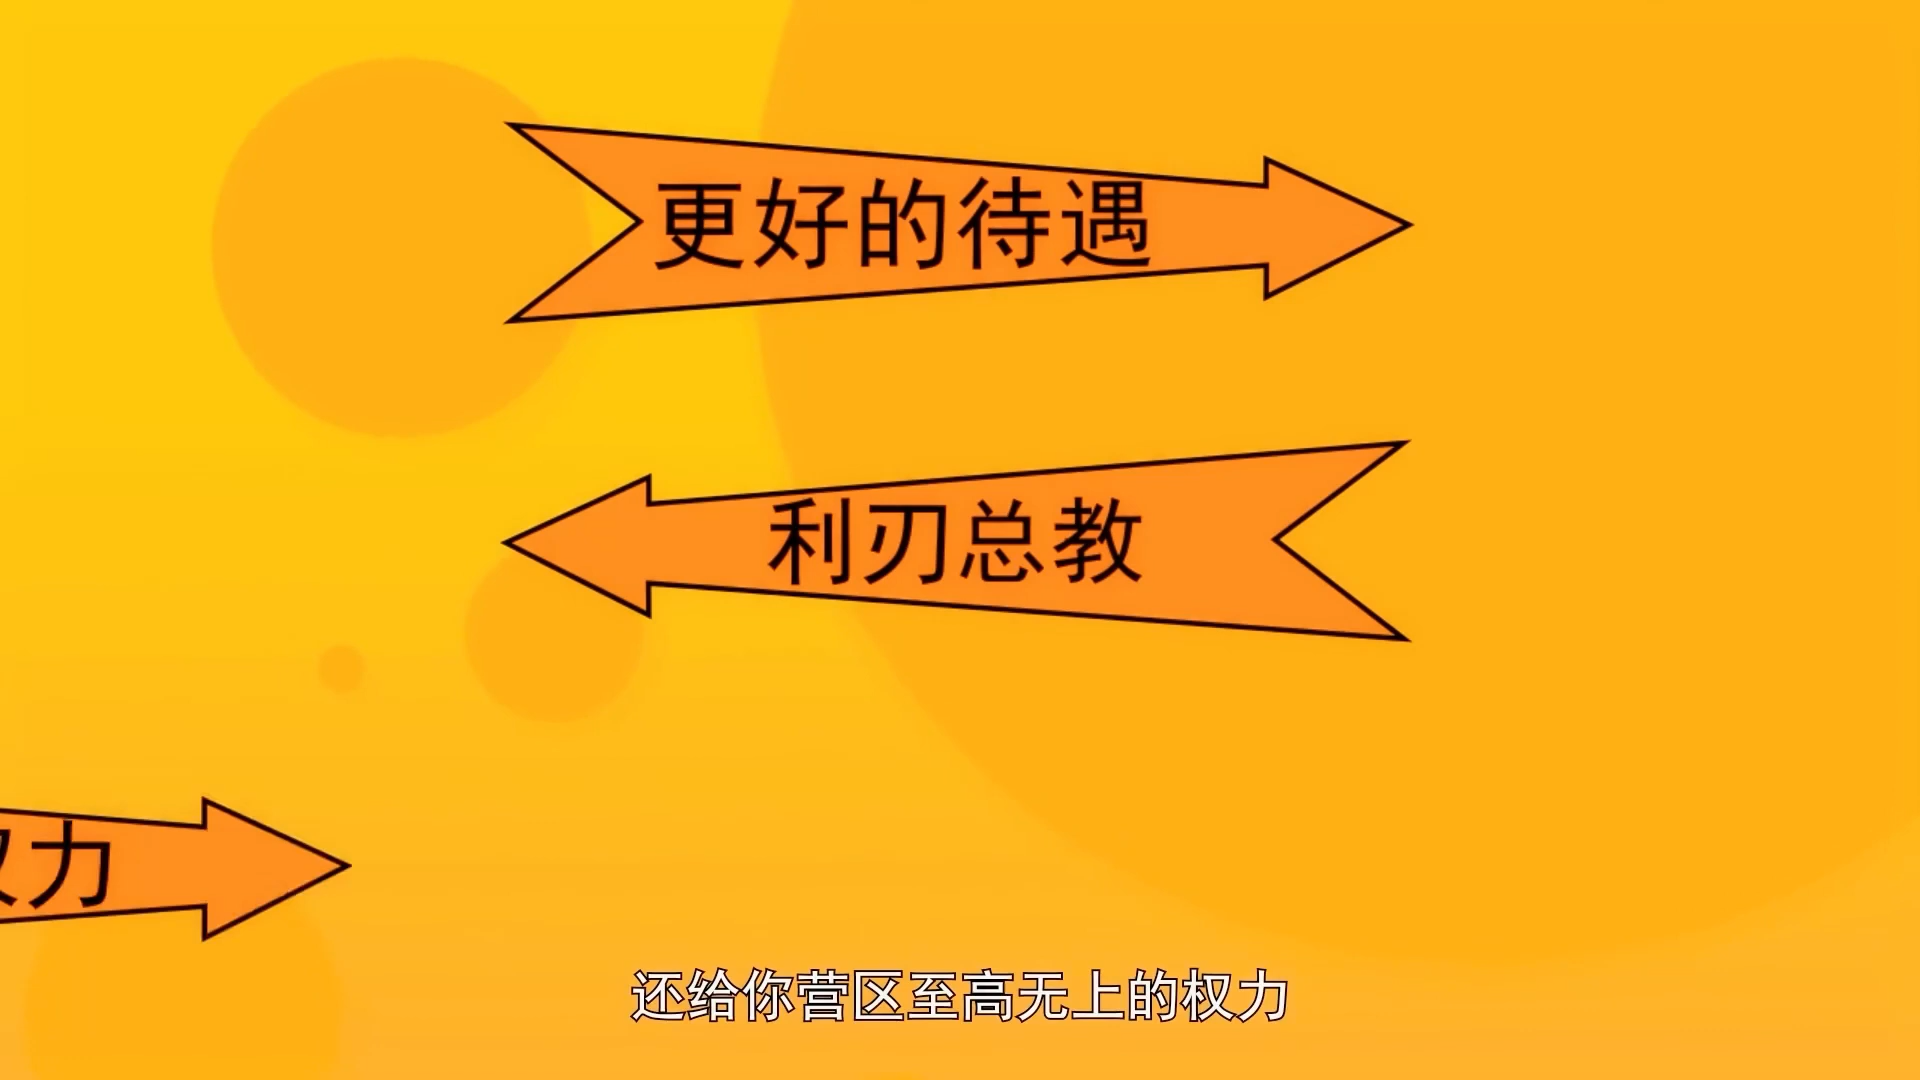 更好的待遇
利刃总教
力
还给你营区至高无上的权力